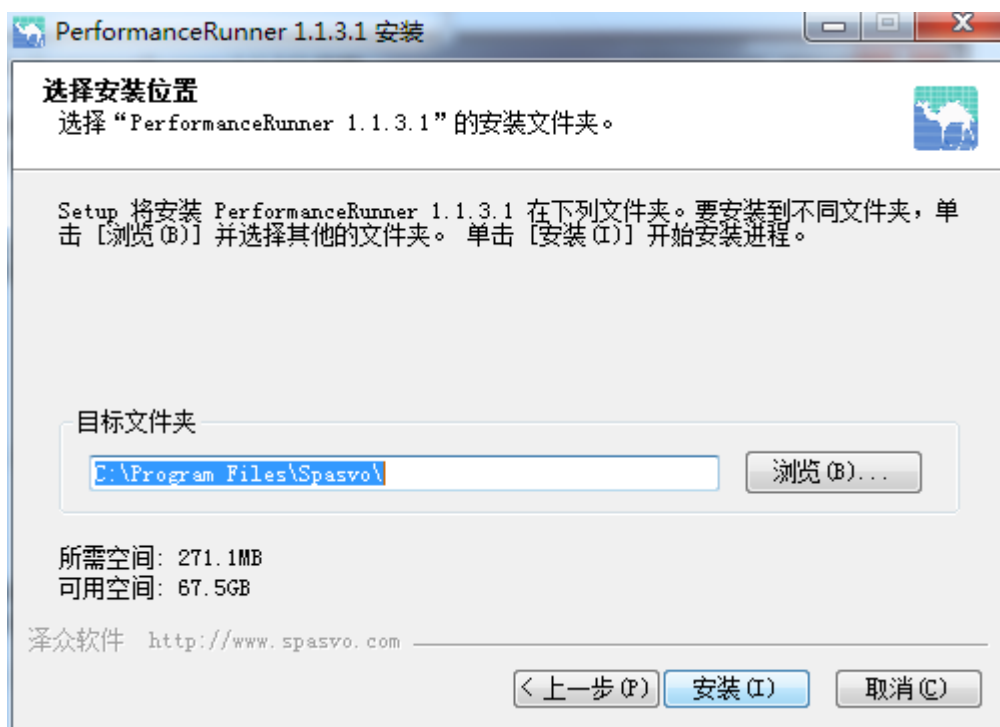 PerformanceRunner 1.1.3.1 安装
选择安装位置
选择“PerformanceRunner 1.1.3.1”的安装文件夹。
Setup 将安装 PerformanceRunner 1.1.3.1 在下列文件夹。要安装到不同文件夹，单
击 [浏览(B)] 并选择其他的文件夹。 单击 [安装(I)] 开始安装进程。
目标文件夹
C:\Program Files\Spasvo\
浏览(B)...
所需空间: 271.1MB
可用空间: 67.5GB
泽众软件 http://www.spasvo.com
< 上一步(P) 安装(I) 取消(C)